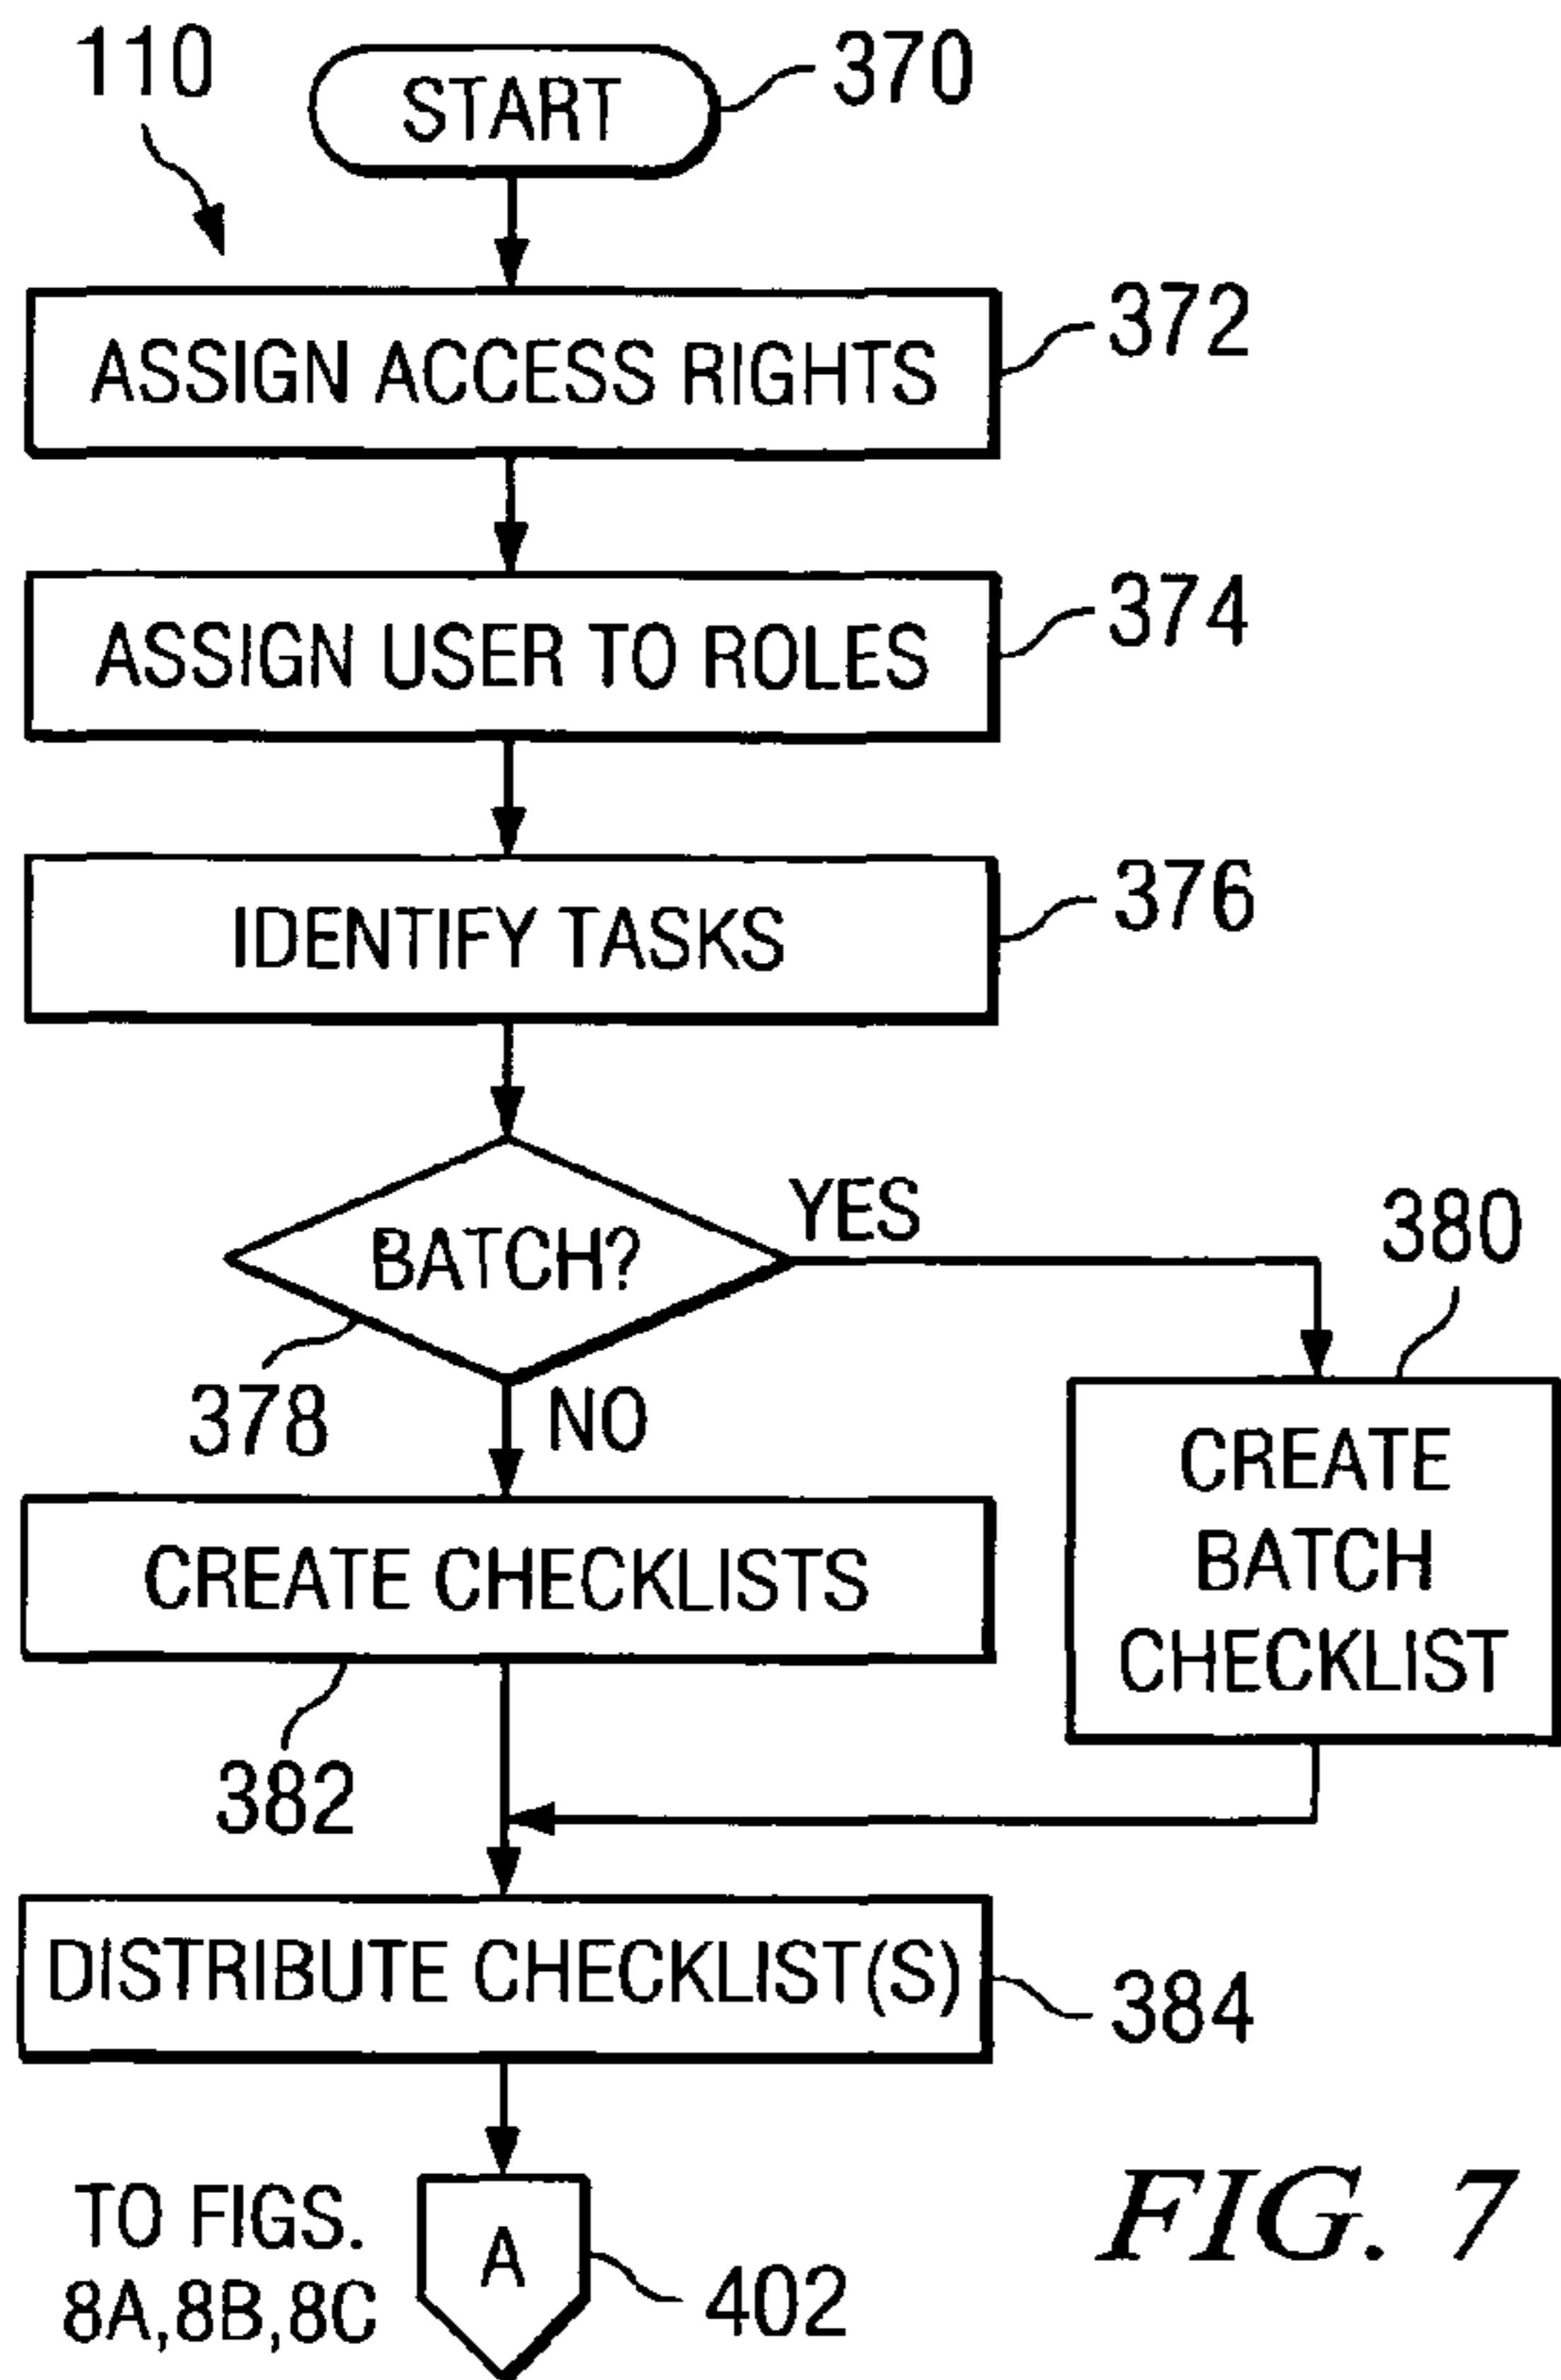 110
START
370
ASSIGN ACCESS RIGHTS
372
ASSIGN USER TO ROLES
374
IDENTIFY TASKS
376
BATCH?
YES
380
378
NO
CREATE
BATCH
CHECKLIST
CREATE CHECKLISTS
382
DISTRIBUTE CHECKLIST(S)
384
TO FIGS.
8A,8B,8C
A
402
FIG. 7